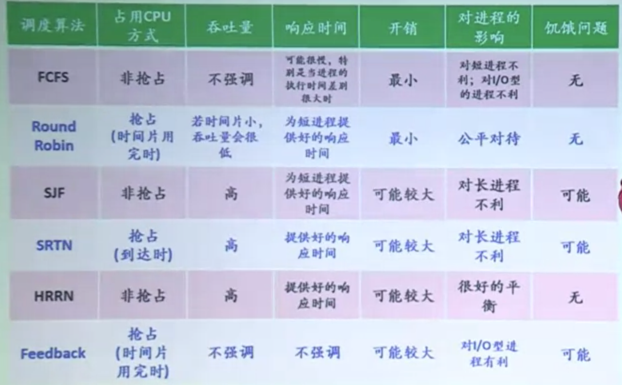 调度算法 占用CPU方式 吞吐量 响应时间 开销 对进程的影响 饥饿问题
FCFS 非抢占 不强调 可能很慢，特别是当进程的执行时间差别很大时 最小 对短进程不利；对I/O型的进程不利 无
Round Robin 抢占(时间片用完时) 若时间片小，吞吐量会很低 为短进程提供好的响应时间 最小 公平对待 无
SJF 非抢占 高 为短进程提供好的响应时间 可能较大 对长进程不利 可能
SRTN 抢占(到达时) 高 提供好的响应时间 可能较大 对长进程不利 可能
HRRN 非抢占 高 提供好的响应时间 可能较大 很好的平衡 无
Feedback 抢占(时间片用完时) 不强调 不强调 可能较大 对I/O型进程有利 可能